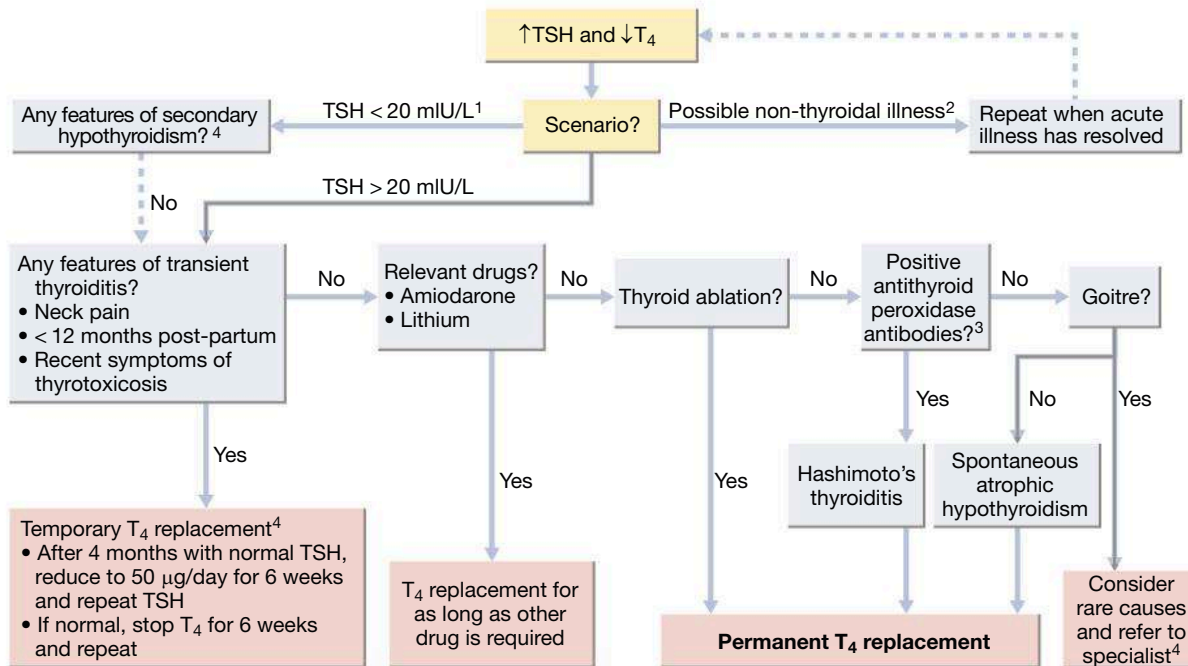 ↑TSH and ↓T₄
Any features of secondary
hypothyroidism? ⁴
TSH < 20 mIU/L¹
Scenario?
Possible non-thyroidal illness²
Repeat when acute
illness has resolved
No
TSH > 20 mIU/L
Any features of transient
thyroiditis?
• Neck pain
• < 12 months post-partum
• Recent symptoms of
thyrotoxicosis
No
Relevant drugs?
• Amiodarone
• Lithium
No
Thyroid ablation?
No
Positive
antithyroid
peroxidase
antibodies?³
No
Goitre?
Yes
Yes
Yes
Yes
No
Yes
Hashimoto's
thyroiditis
Spontaneous
atrophic
hypothyroidism
Temporary T₄ replacement⁴
• After 4 months with normal TSH,
reduce to 50 µg/day for 6 weeks
and repeat TSH
• If normal, stop T₄ for 6 weeks
and repeat
T₄ replacement for
as long as other
drug is required
Permanent T₄ replacement
Consider
rare causes
and refer to
specialist⁴